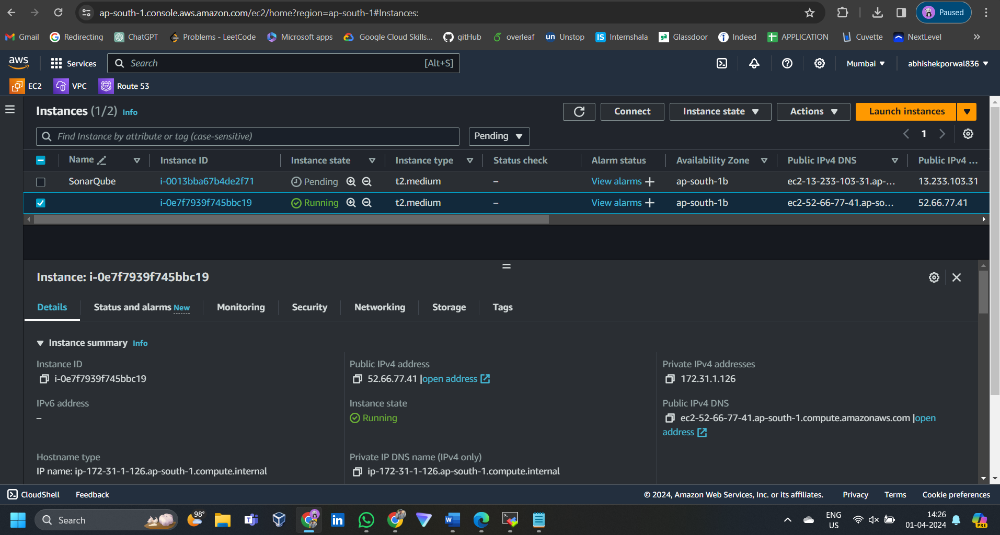 ap-south-1.console.aws.amazon.com/ec2/home?region=ap-south-1#Instances:
Paused
Gmail Redirecting ChatGPT Problems - LeetCode Microsoft apps Google Cloud Skills... gitHub overleaf un Unstop IS Internshala Glassdoor Indeed APPLICATION Cuvette NextLevel
aws Services Search [Alt+S] Mumbai abhishekporwal836
EC2 VPC Route 53
Instances (1/2) Info Connect Instance state Actions Launch instances
Find Instance by attribute or tag (case-sensitive) Pending 1
Name Instance ID Instance state Instance type Status check Alarm status Availability Zone Public IPv4 DNS Public IPv4 ...
SonarQube i-0013bba67b4de2f71 Pending t2.medium – View alarms + ap-south-1b ec2-13-233-103-31.ap-... 13.233.103.31
i-0e7f7939f745bbc19 Running t2.medium – View alarms + ap-south-1b ec2-52-66-77-41.ap-so... 52.66.77.41
Instance: i-0e7f7939f745bbc19
Details Status and alarms New Monitoring Security Networking Storage Tags
Instance summary Info
Instance ID Public IPv4 address Private IPv4 addresses
i-0e7f7939f745bbc19 52.66.77.41 |open address 172.31.1.126
IPv6 address Instance state Public IPv4 DNS
– Running ec2-52-66-77-41.ap-south-1.compute.amazonaws.com |open
address
Hostname type Private IP DNS name (IPv4 only)
IP name: ip-172-31-1-126.ap-south-1.compute.internal ip-172-31-1-126.ap-south-1.compute.internal
CloudShell Feedback © 2024, Amazon Web Services, Inc. or its affiliates. Privacy Terms Cookie preferences
Search 98° ENG 14:26
US 01-04-2024 PRE